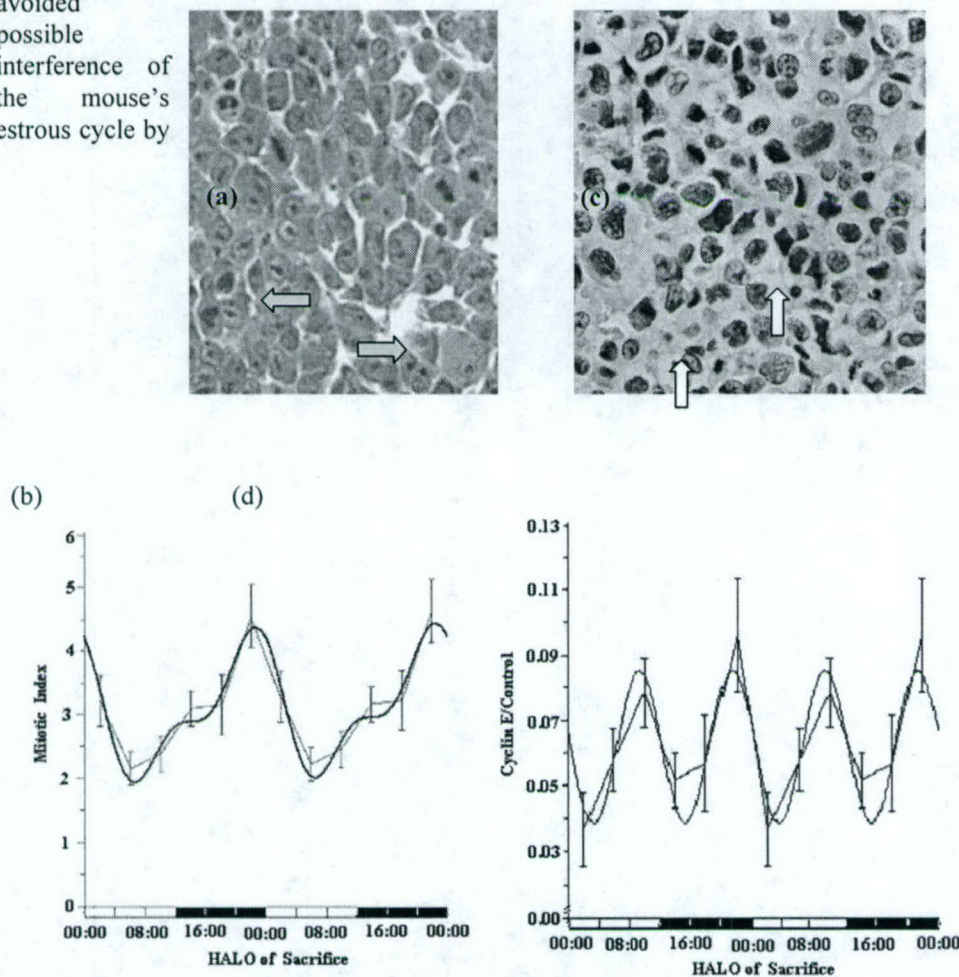 avoided
possible
interference of
the mouse's
estrous cycle by
(a)
(c)
(b)
(d)
6
5
4
3
2
1
0
Mitotic Index
00:00 08:00 16:00 00:00 08:00 16:00 00:00
HALO of Sacrifice
0.13
0.11
0.09
0.07
0.05
0.03
0.00
Cyclin E/Control
00:00 08:00 16:00 00:00 08:00 16:00 00:00
HALO of Sacrifice